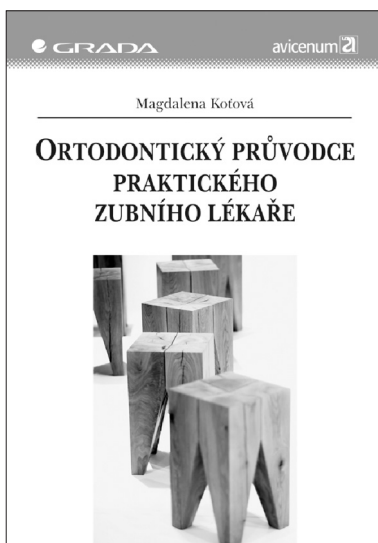 GRADA
avicenum
Magdalena Koťová
ORTODONTICKÝ PRŮVODCE
PRAKTICKÉHO
ZUBNÍHO LÉKAŘE